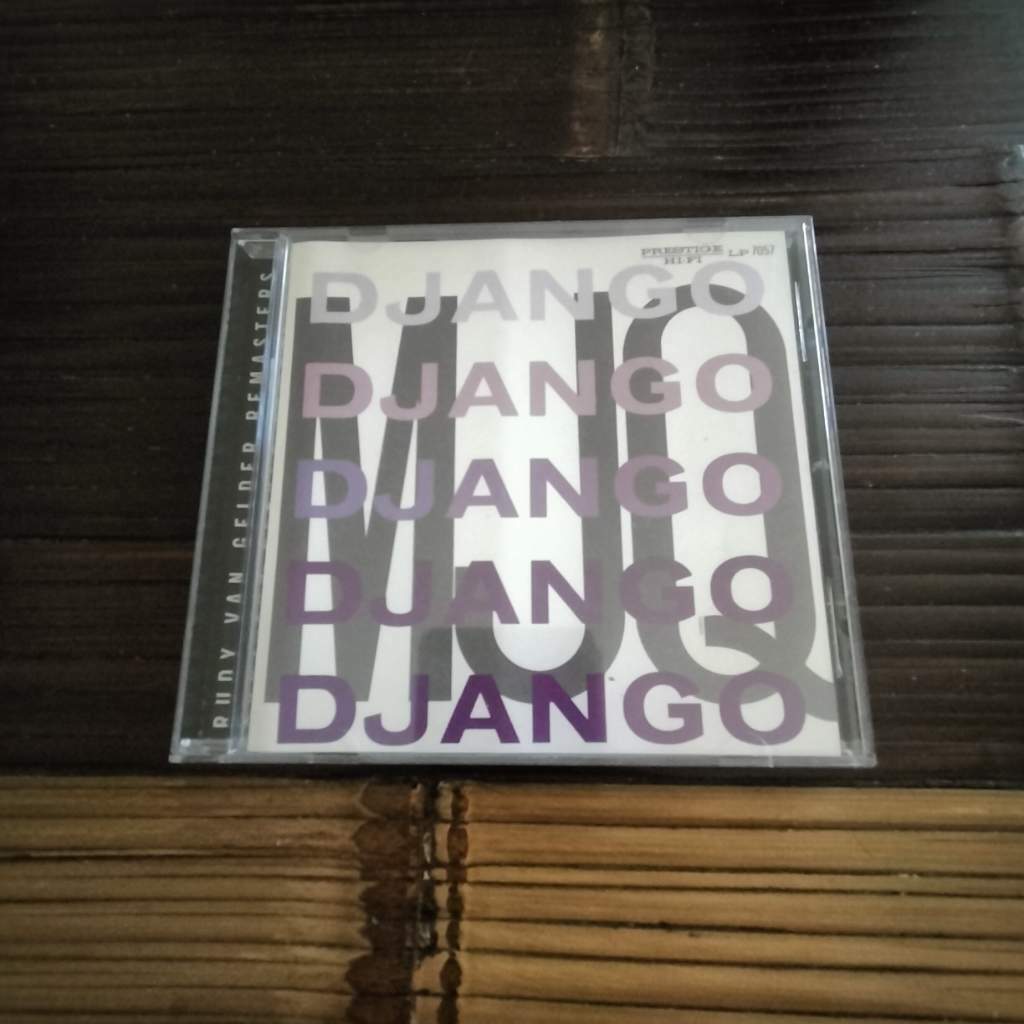 RUDY VAN GELDER REMASTERS
PRESTIGE LP 7057
HI FI
MJQ
DJANGO
DJANGO
DJANGO
DJANGO
DJANGO